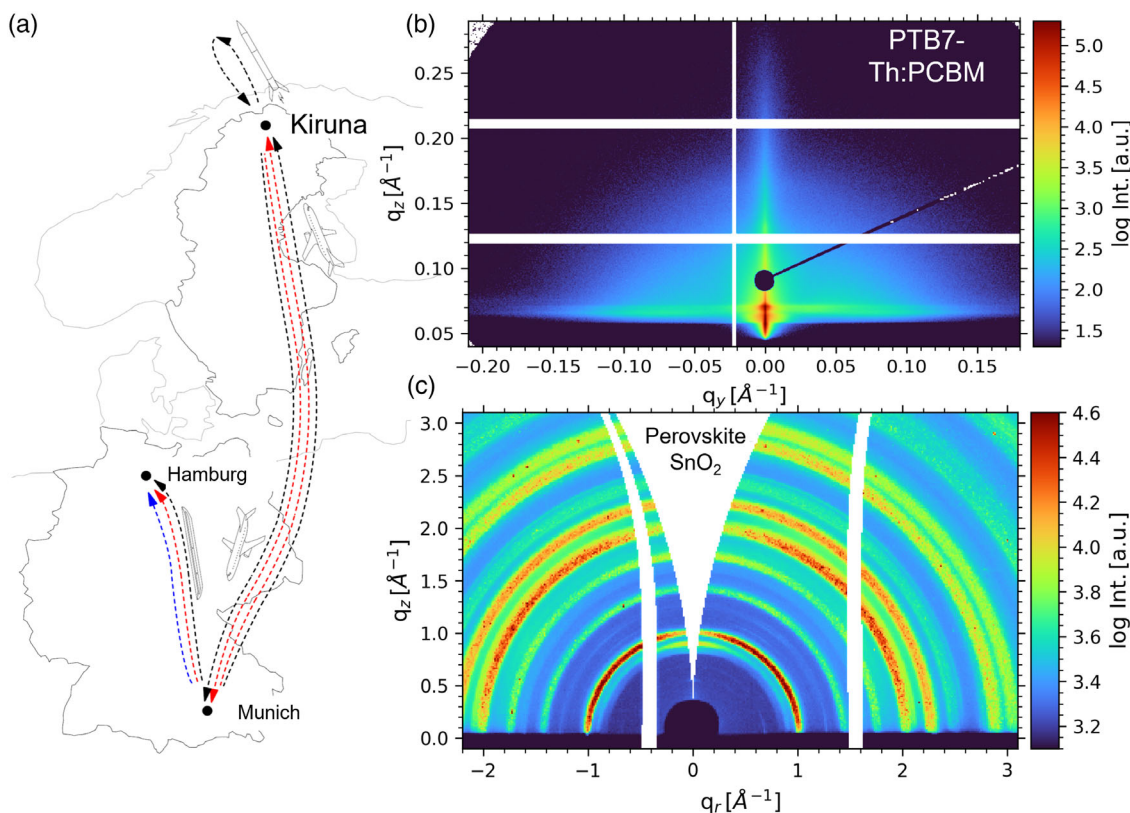 (a)
Kiruna
Hamburg
Munich
(b)
PTB7-
Th:PCBM
q_z [Å⁻¹]
0.25
0.20
0.15
0.10
0.05
−0.20 −0.15 −0.10 −0.05 0.00 0.05 0.10 0.15
q_y [Å⁻¹]
5.0
4.5
4.0
3.5
3.0
2.5
2.0
1.5
log Int. [a.u.]
(c)
Perovskite
SnO₂
q_z [Å⁻¹]
3.0
2.5
2.0
1.5
1.0
0.5
0.0
−2 −1 0 1 2 3
q_r [Å⁻¹]
4.6
4.4
4.2
4.0
3.8
3.6
3.4
3.2
log Int. [a.u.]